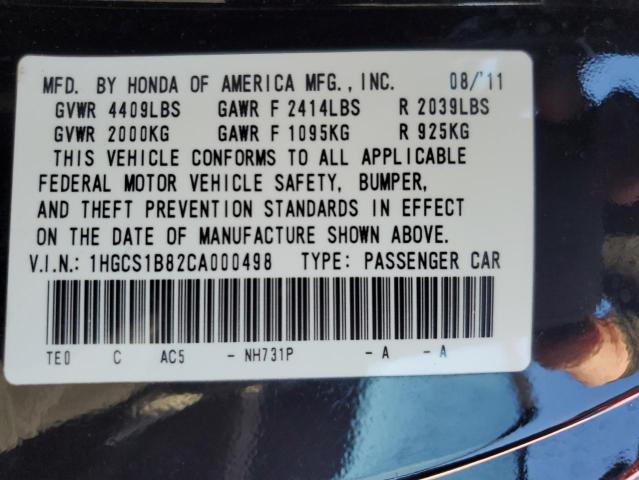 MFD. BY HONDA OF AMERICA MFG., INC. 08/'11
GVWR 4409LBS GAWR F 2414LBS R 2039LBS
GVWR 2000KG GAWR F 1095KG R 925KG
THIS VEHICLE CONFORMS TO ALL APPLICABLE
FEDERAL MOTOR VEHICLE SAFETY, BUMPER,
AND THEFT PREVENTION STANDARDS IN EFFECT
ON THE DATE OF MANUFACTURE SHOWN ABOVE.
V.I.N.: 1HGCS1B82CA000498 TYPE: PASSENGER CAR
TE0 C AC5 - NH731P - A - A